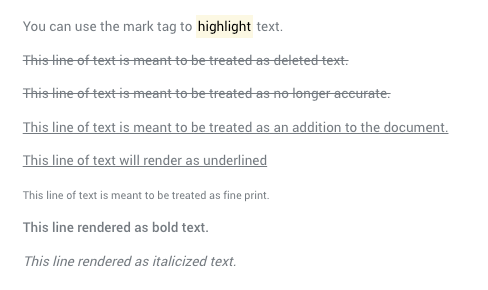 You can use the mark tag to highlight text.
This line of text is meant to be treated as deleted text.
This line of text is meant to be treated as no longer accurate.
This line of text is meant to be treated as an addition to the document.
This line of text will render as underlined
This line of text is meant to be treated as fine print.
This line rendered as bold text.
This line rendered as italicized text.